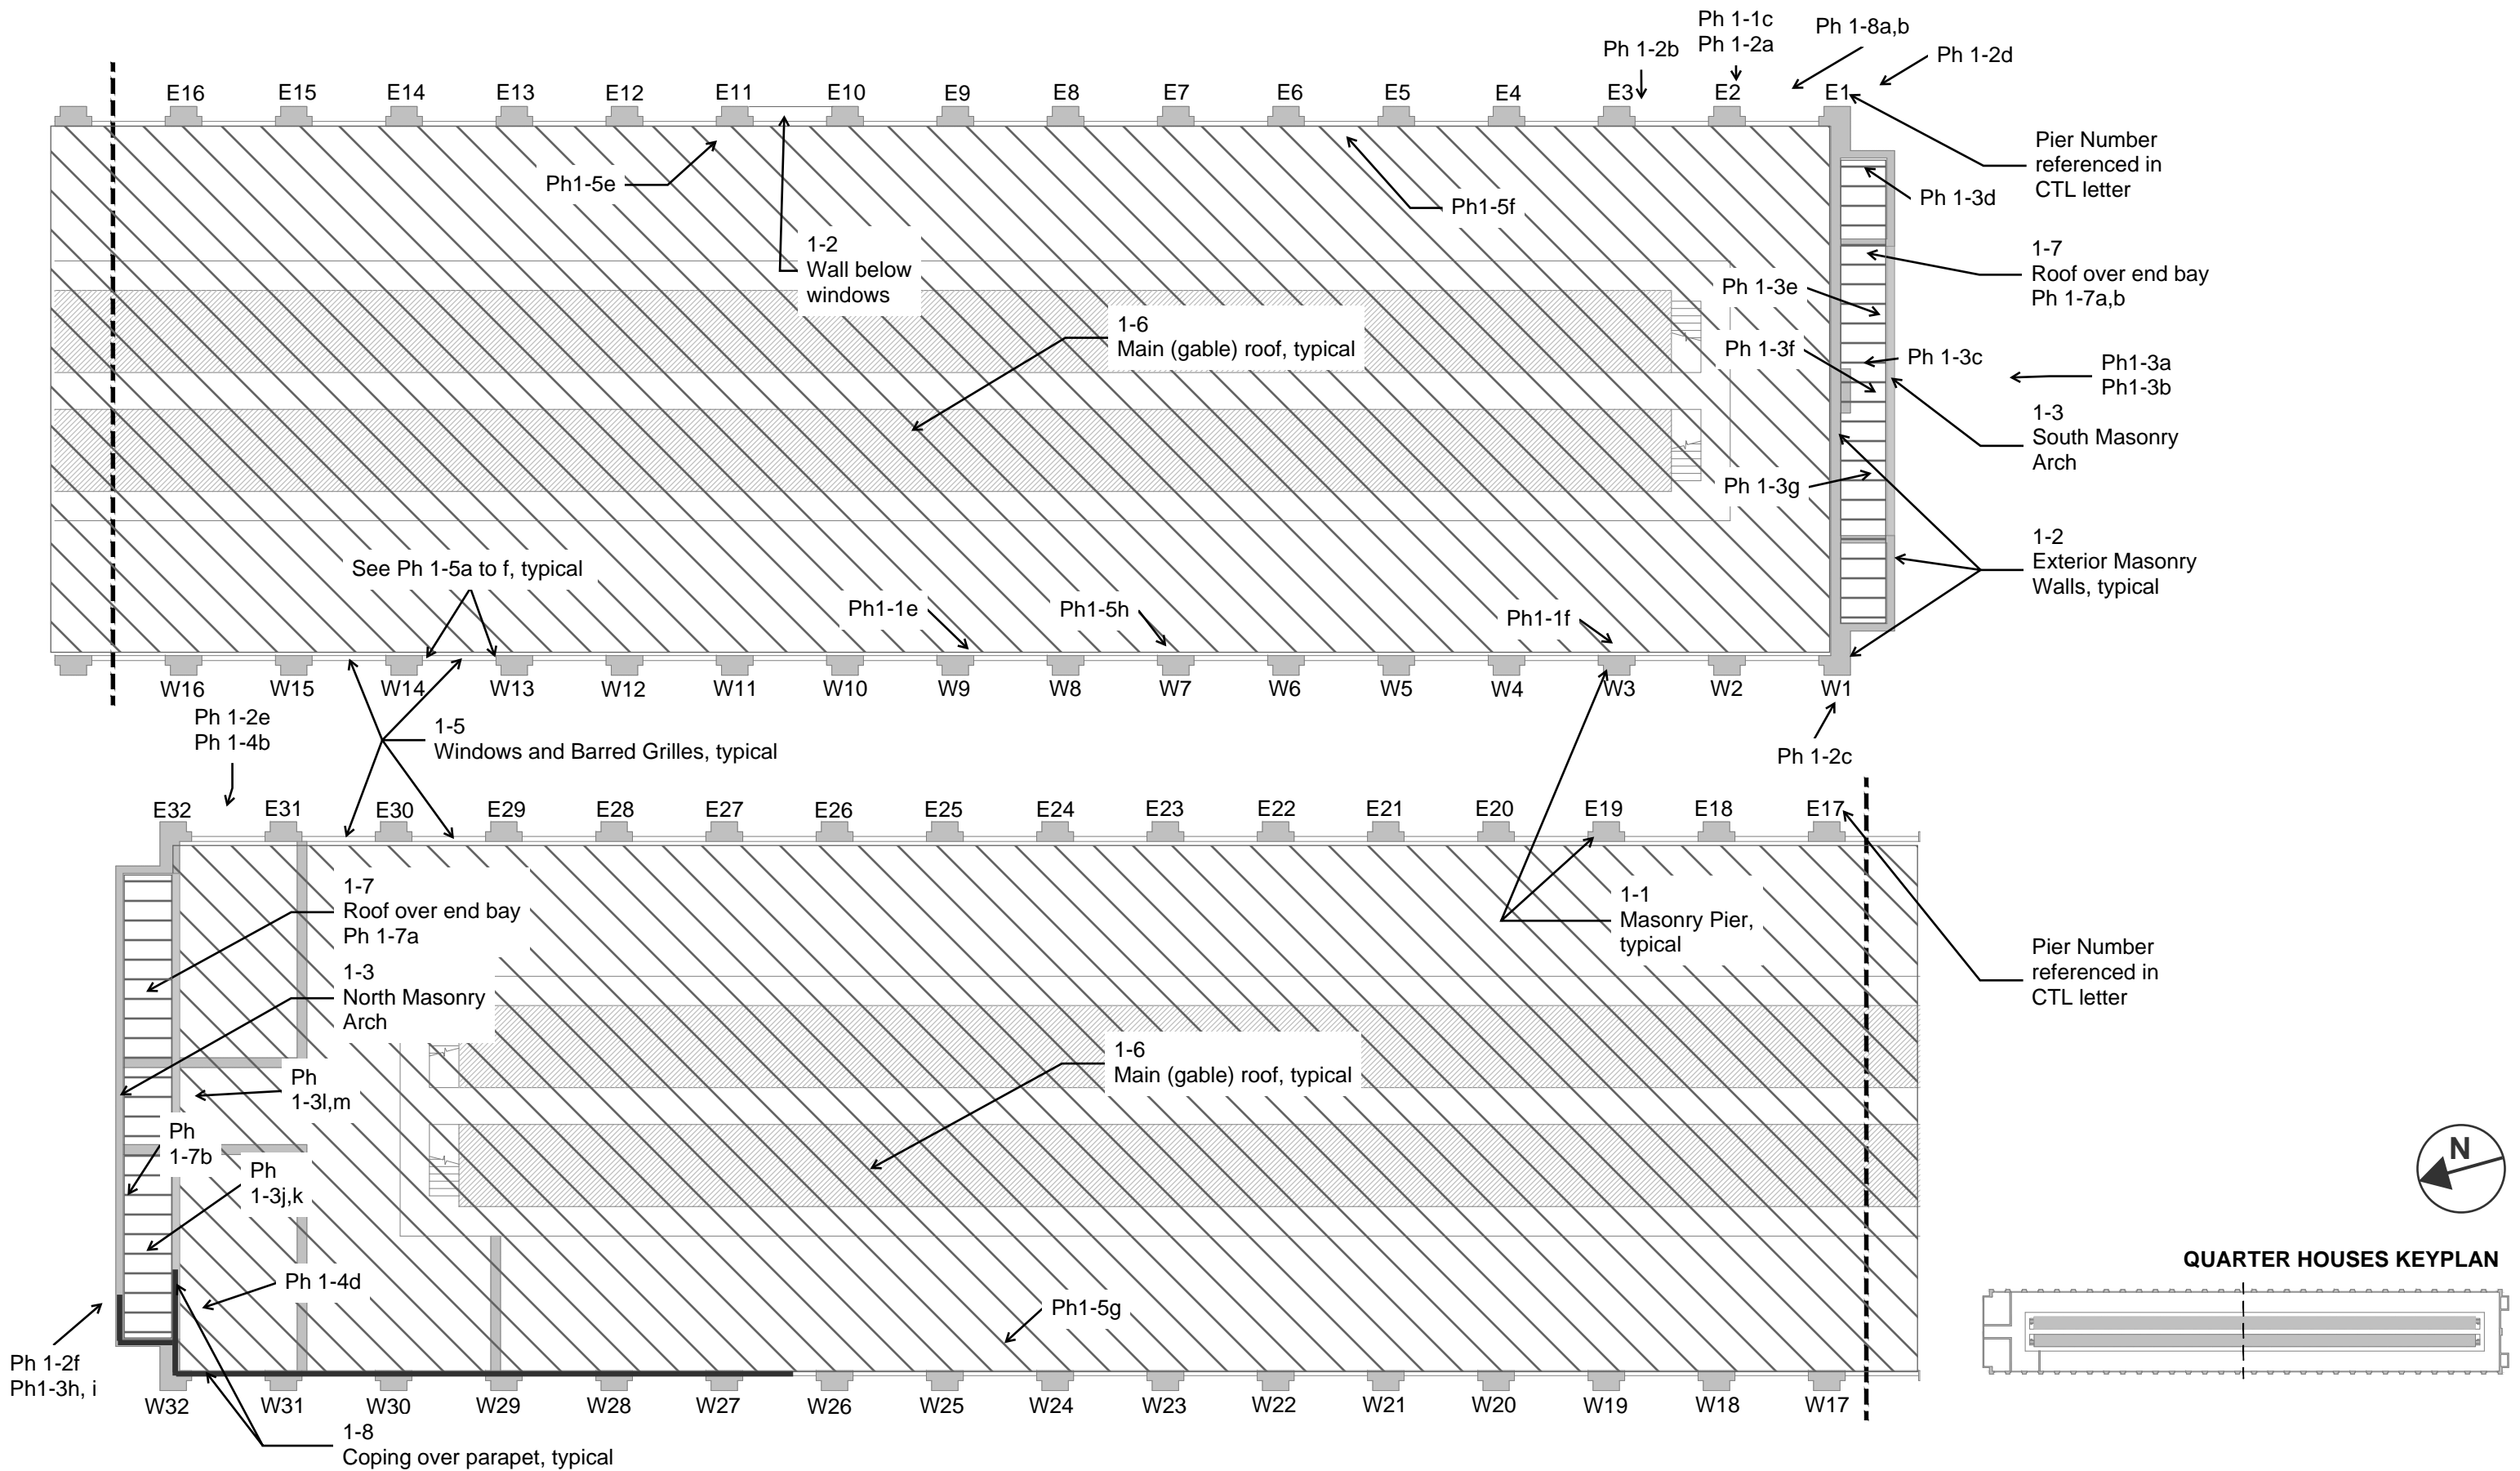 Ph 1-1c
Ph 1-2a
Ph 1-8a,b
Ph 1-2b
Ph 1-2d
E16 E15 E14 E13 E12 E11 E10 E9 E8 E7 E6 E5 E4 E3 E2 E1
Pier Number
referenced in
CTL letter
Ph1-5e
Ph 1-3d
Ph1-5f
1-2
Wall below
windows
1-7
Roof over end bay
Ph 1-7a,b
Ph 1-3e
1-6
Main (gable) roof, typical
Ph 1-3f
Ph 1-3c
Ph1-3a
Ph1-3b
1-3
South Masonry
Arch
Ph 1-3g
1-2
Exterior Masonry
Walls, typical
See Ph 1-5a to f, typical
Ph1-1e
Ph1-5h
Ph1-1f
W16 W15 W14 W13 W12 W11 W10 W9 W8 W7 W6 W5 W4 W3 W2 W1
Ph 1-2e
Ph 1-4b
1-5
Windows and Barred Grilles, typical
Ph 1-2c
E32 E31 E30 E29 E28 E27 E26 E25 E24 E23 E22 E21 E20 E19 E18 E17
1-7
Roof over end bay
Ph 1-7a
1-1
Masonry Pier,
typical
Pier Number
referenced in
CTL letter
1-3
North Masonry
Arch
1-6
Main (gable) roof, typical
Ph
1-3l,m
Ph
1-7b
Ph
1-3j,k
N
QUARTER HOUSES KEYPLAN
Ph 1-4d
Ph1-5g
Ph 1-2f
Ph1-3h, i
W32 W31 W30 W29 W28 W27 W26 W25 W24 W23 W22 W21 W20 W19 W18 W17
1-8
Coping over parapet, typical